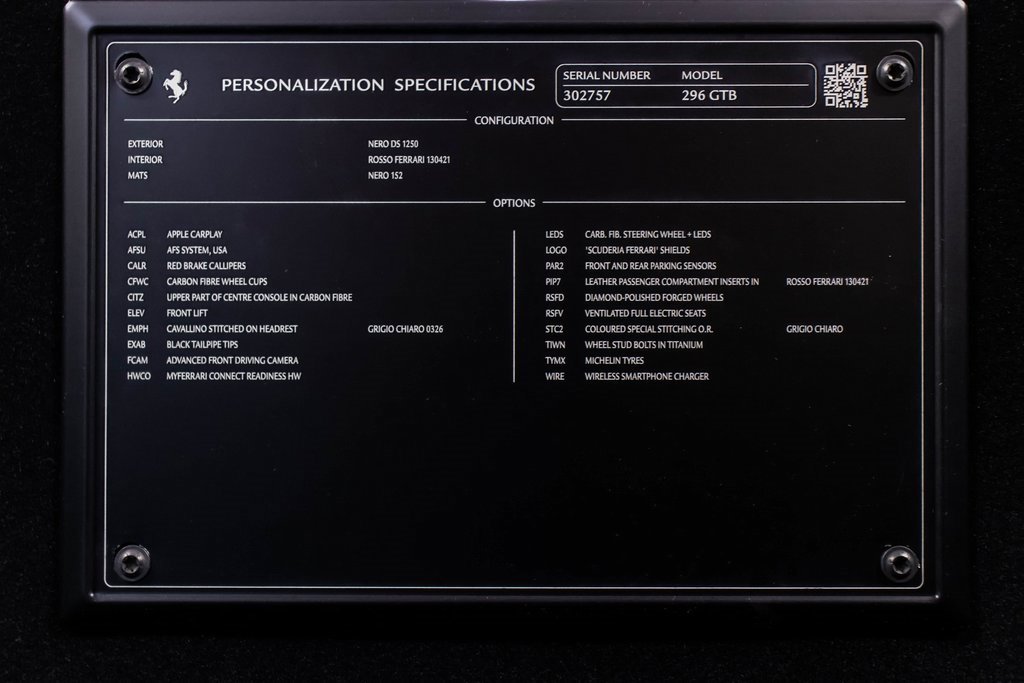 PERSONALIZATION SPECIFICATIONS
SERIAL NUMBER MODEL
302757 296 GTB
CONFIGURATION
EXTERIOR NERO DS 1250
INTERIOR ROSSO FERRARI 130421
MATS NERO 152
OPTIONS
ACPL APPLE CARPLAY
AFSU AFS SYSTEM, USA
CALR RED BRAKE CALLIPERS
CFWC CARBON FIBRE WHEEL CUPS
CITZ UPPER PART OF CENTRE CONSOLE IN CARBON FIBRE
ELEV FRONT LIFT
EMPH CAVALLINO STITCHED ON HEADREST GRIGIO CHIARO 0326
EXAB BLACK TAILPIPE TIPS
FCAM ADVANCED FRONT DRIVING CAMERA
HWCO MYFERRARI CONNECT READINESS HW
LEDS CARB. FIB. STEERING WHEEL + LEDS
LOGO 'SCUDERIA FERRARI' SHIELDS
PAR2 FRONT AND REAR PARKING SENSORS
PIP7 LEATHER PASSENGER COMPARTMENT INSERTS IN ROSSO FERRARI 130421
RSFD DIAMOND-POLISHED FORGED WHEELS
RSFV VENTILATED FULL ELECTRIC SEATS
STC2 COLOURED SPECIAL STITCHING O.R. GRIGIO CHIARO
TIWN WHEEL STUD BOLTS IN TITANIUM
TYMX MICHELIN TYRES
WIRE WIRELESS SMARTPHONE CHARGER